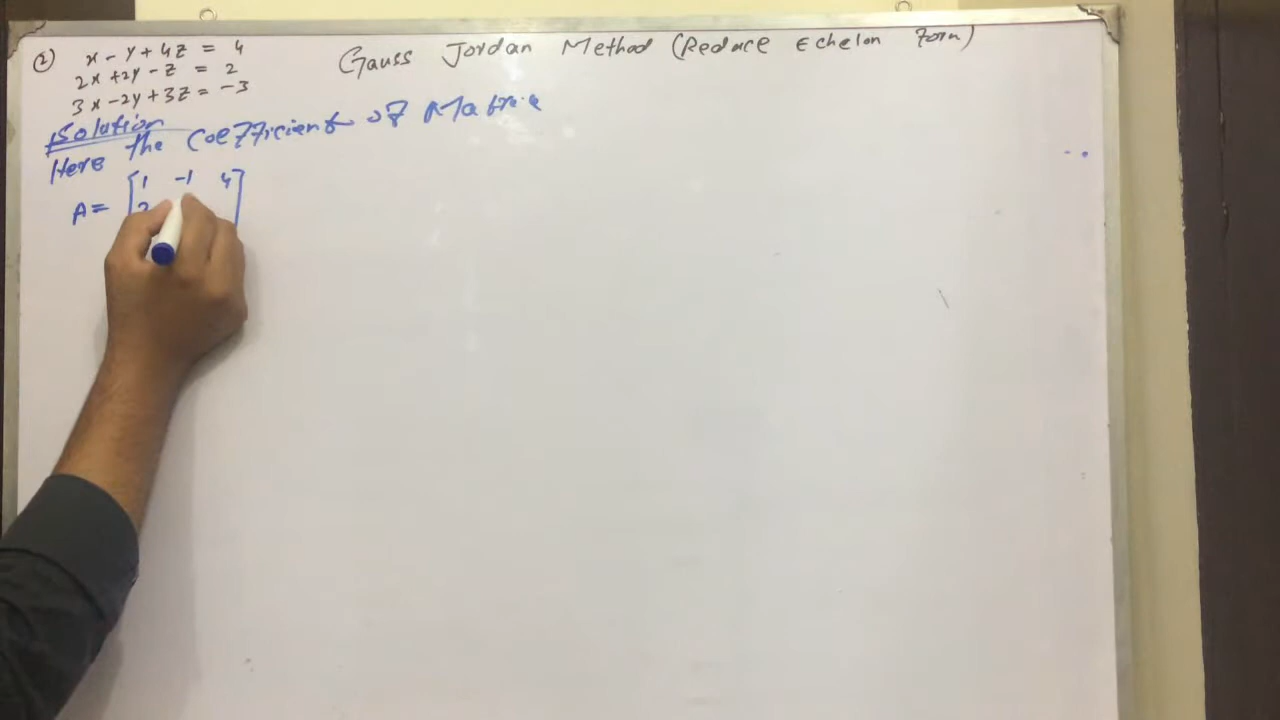 Gauss Jordan Method (Reduce Echelon Form)
② x - y + 4z = 4
2x + 2y - z = 2
3x - 2y + 3z = -3
Solution
Here the Coefficient of Matrix
A = [1 -1 4
2